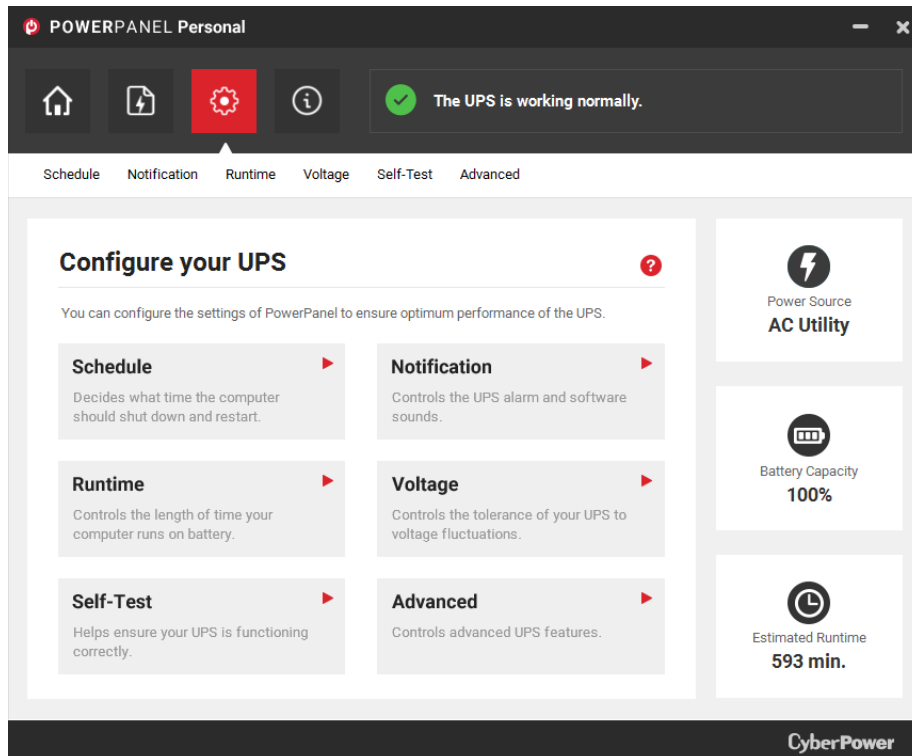 POWERPANEL Personal
The UPS is working normally.
Schedule Notification Runtime Voltage Self-Test Advanced
Configure your UPS
?
You can configure the settings of PowerPanel to ensure optimum performance of the UPS.
Schedule
Decides what time the computer
should shut down and restart.
Notification
Controls the UPS alarm and software
sounds.
Runtime
Controls the length of time your
computer runs on battery.
Voltage
Controls the tolerance of your UPS to
voltage fluctuations.
Self-Test
Helps ensure your UPS is functioning
correctly.
Advanced
Controls advanced UPS features.
Power Source
AC Utility
Battery Capacity
100%
Estimated Runtime
593 min.
CyberPower